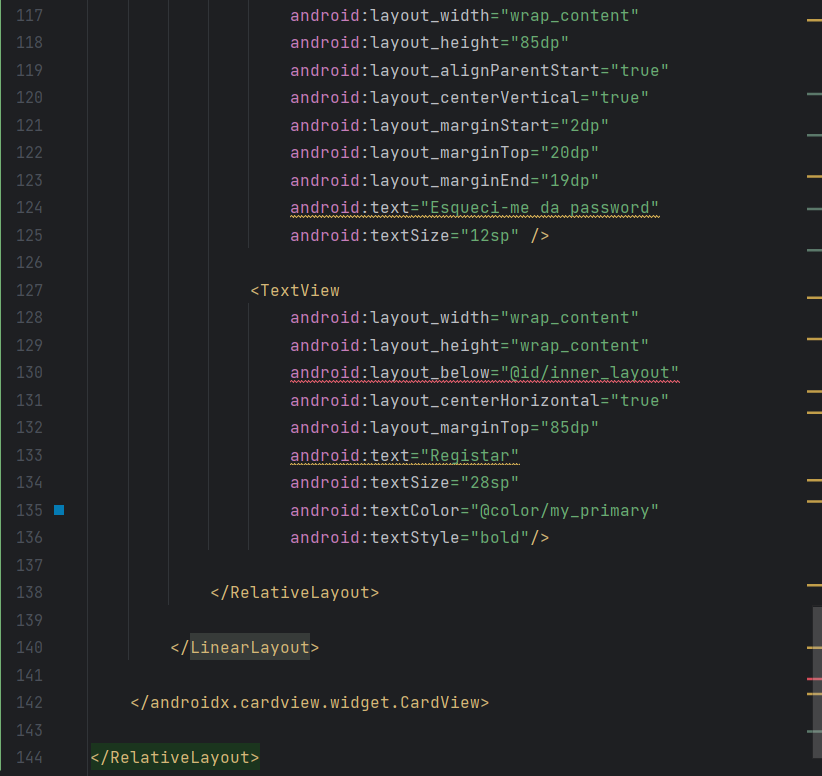 117 android:layout_width="wrap_content"
118 android:layout_height="85dp"
119 android:layout_alignParentStart="true"
120 android:layout_centerVertical="true"
121 android:layout_marginStart="2dp"
122 android:layout_marginTop="20dp"
123 android:layout_marginEnd="19dp"
124 android:text="Esqueci-me da password"
125 android:textSize="12sp" />
126
127 <TextView
128 android:layout_width="wrap_content"
129 android:layout_height="wrap_content"
130 android:layout_below="@id/inner_layout"
131 android:layout_centerHorizontal="true"
132 android:layout_marginTop="85dp"
133 android:text="Registar"
134 android:textSize="28sp"
135 android:textColor="@color/my_primary"
136 android:textStyle="bold"/>
137
138 </RelativeLayout>
139
140 </LinearLayout>
141
142 </androidx.cardview.widget.CardView>
143
144 </RelativeLayout>